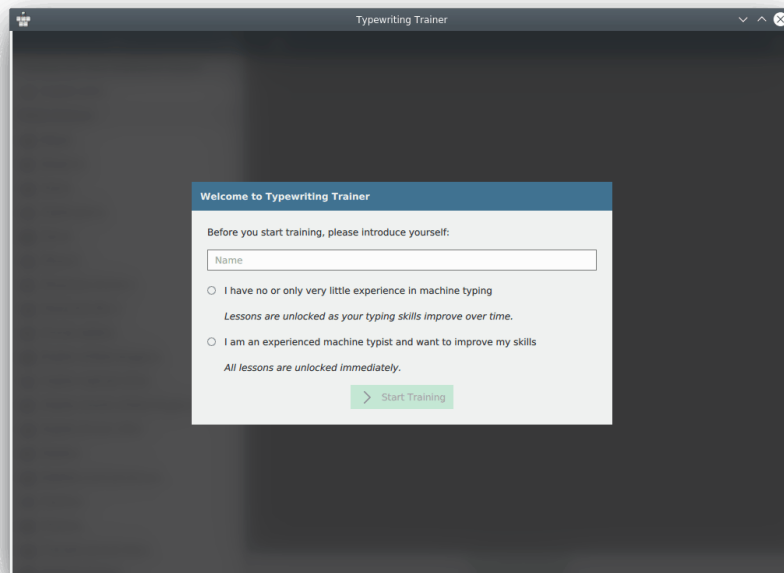 Typewriting Trainer
Welcome to Typewriting Trainer
Before you start training, please introduce yourself:
Name
I have no or only very little experience in machine typing
Lessons are unlocked as your typing skills improve over time.
I am an experienced machine typist and want to improve my skills
All lessons are unlocked immediately.
Start Training